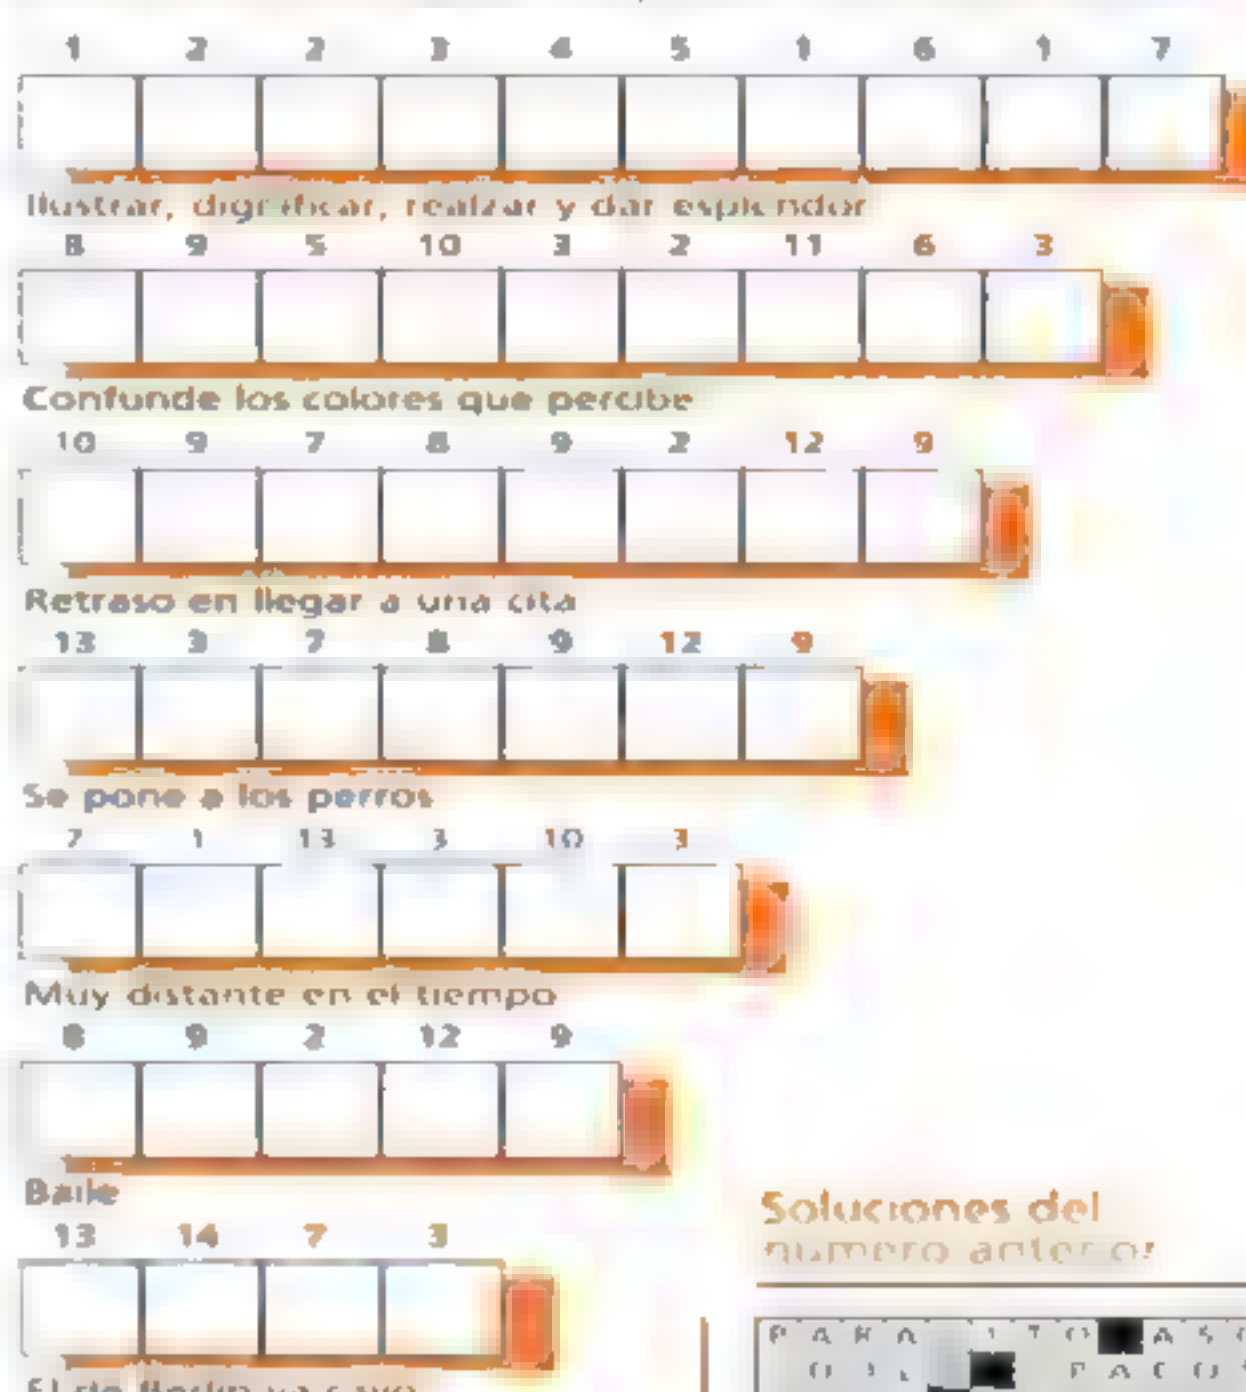 1 2 2 3 4 5 1 6 1 7
Ilustrar, dignificar, realzar y dar esplendor
8 9 5 10 3 2 11 6 3
Confunde los colores que percibe
10 9 7 8 9 2 12 9
Retraso en llegar a una cita
13 3 7 8 9 12 9
Se pone a los perros
7 1 13 3 10 3
Muy distante en el tiempo
8 9 2 12 9
Baile
13 14 7 3
Soluciones del
número anterior